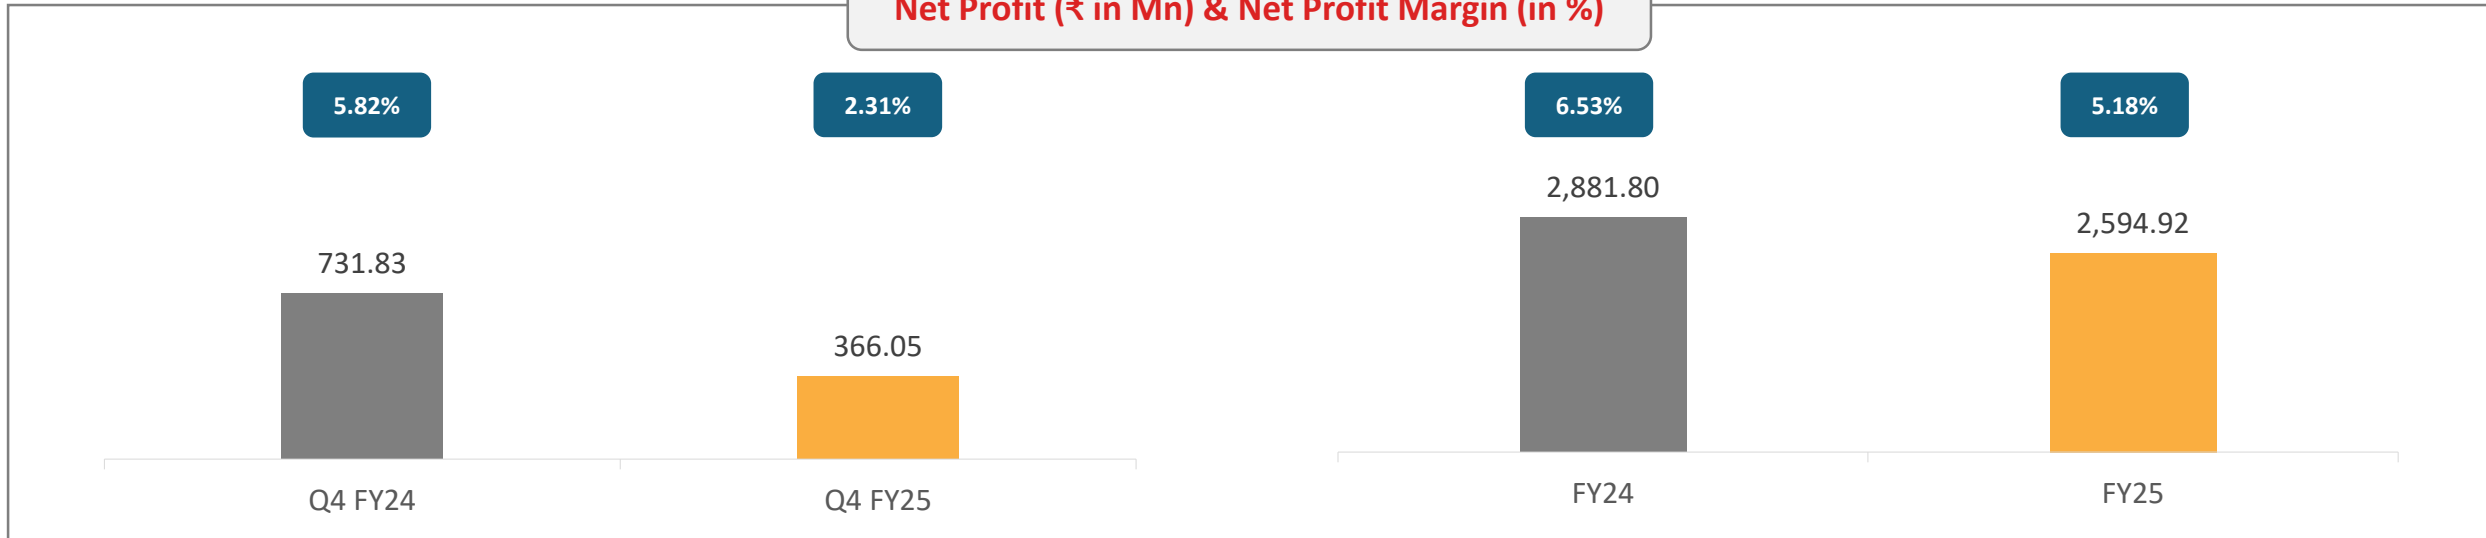 Net Profit (₹ in Mn) & Net Profit Margin (in %)
5.82%
2.31%
6.53%
5.18%
731.83
366.05
2,881.80
2,594.92
Q4 FY24
Q4 FY25
FY24
FY25